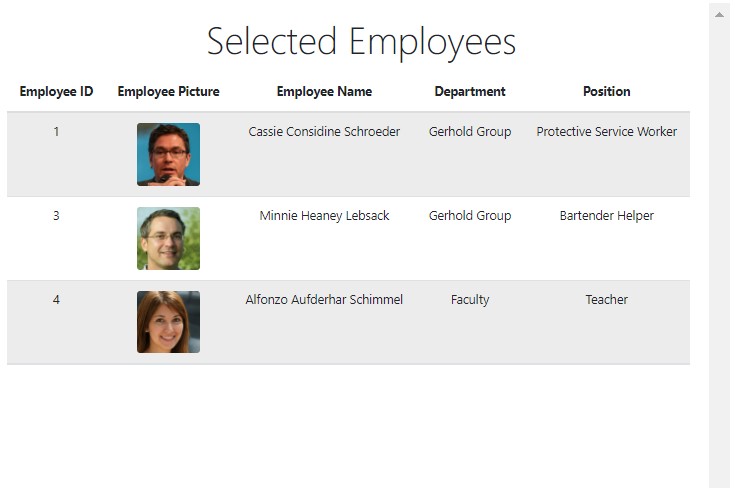 Selected Employees
Employee ID Employee Picture Employee Name Department Position
1 Cassie Considine Schroeder Gerhold Group Protective Service Worker
3 Minnie Heaney Lebsack Gerhold Group Bartender Helper
4 Alfonzo Aufderhar Schimmel Faculty Teacher